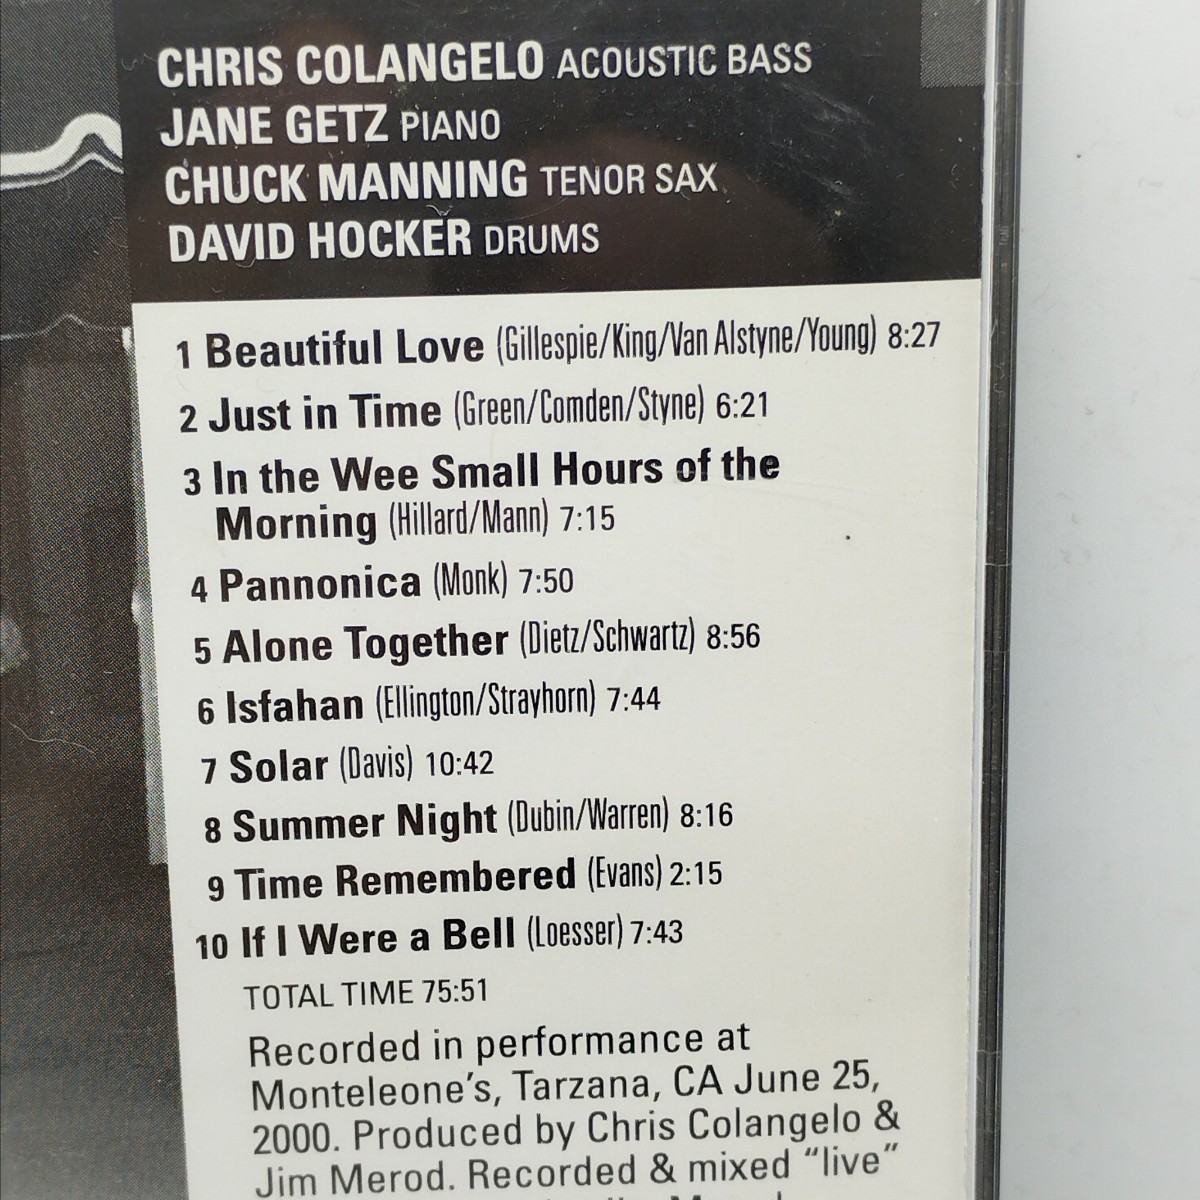 CHRIS COLANGELO ACOUSTIC BASS
JANE GETZ PIANO
CHUCK MANNING TENOR SAX
DAVID HOCKER DRUMS
1 Beautiful Love (Gillespie/King/Van Alstyne/Young) 8:27
2 Just in Time (Green/Comden/Styne) 6:21
3 In the Wee Small Hours of the
Morning (Hillard/Mann) 7:15
4 Pannonica (Monk) 7:50
5 Alone Together (Dietz/Schwartz) 8:56
6 Isfahan (Ellington/Strayhorn) 7:44
7 Solar (Davis) 10:42
8 Summer Night (Dubin/Warren) 8:16
9 Time Remembered (Evans) 2:15
10 If I Were a Bell (Loesser) 7:43
TOTAL TIME 75:51
Recorded in performance at
Monteleone's, Tarzana, CA June 25,
2000. Produced by Chris Colangelo &
Jim Merod. Recorded & mixed "live"